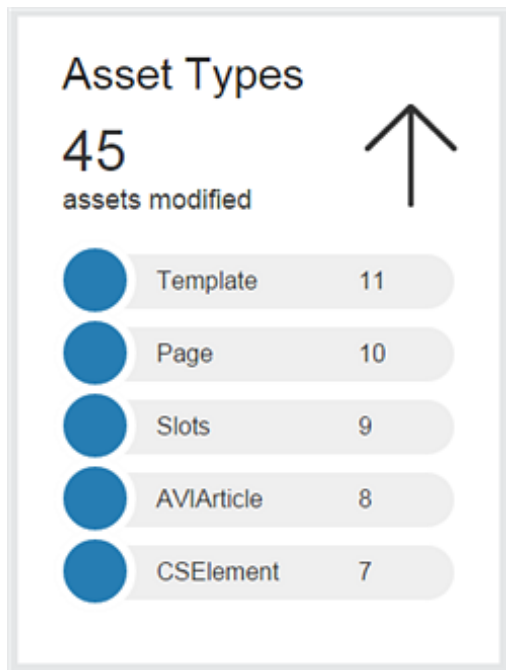 Asset Types
45
assets modified
Template 11
Page 10
Slots 9
AVIArticle 8
CSElement 7